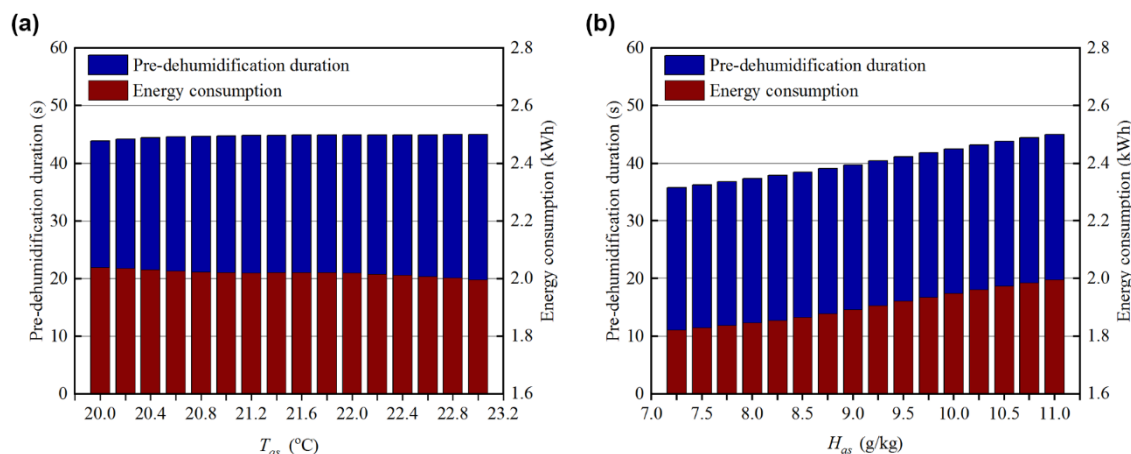 (a)
60
50
40
30
20
10
0
Pre-dehumidification duration (s)
Pre-dehumidification duration
Energy consumption
2.8
2.6
2.4
2.2
2.0
1.8
1.6
Energy consumption (kWh)
20.0 20.4 20.8 21.2 21.6 22.0 22.4 22.8 23.2
T_as (°C)
(b)
60
50
40
30
20
10
0
Pre-dehumidification duration (s)
Pre-dehumidification duration
Energy consumption
2.8
2.6
2.4
2.2
2.0
1.8
1.6
Energy consumption (kWh)
7.0 7.5 8.0 8.5 9.0 9.5 10.0 10.5 11.0
H_as (g/kg)